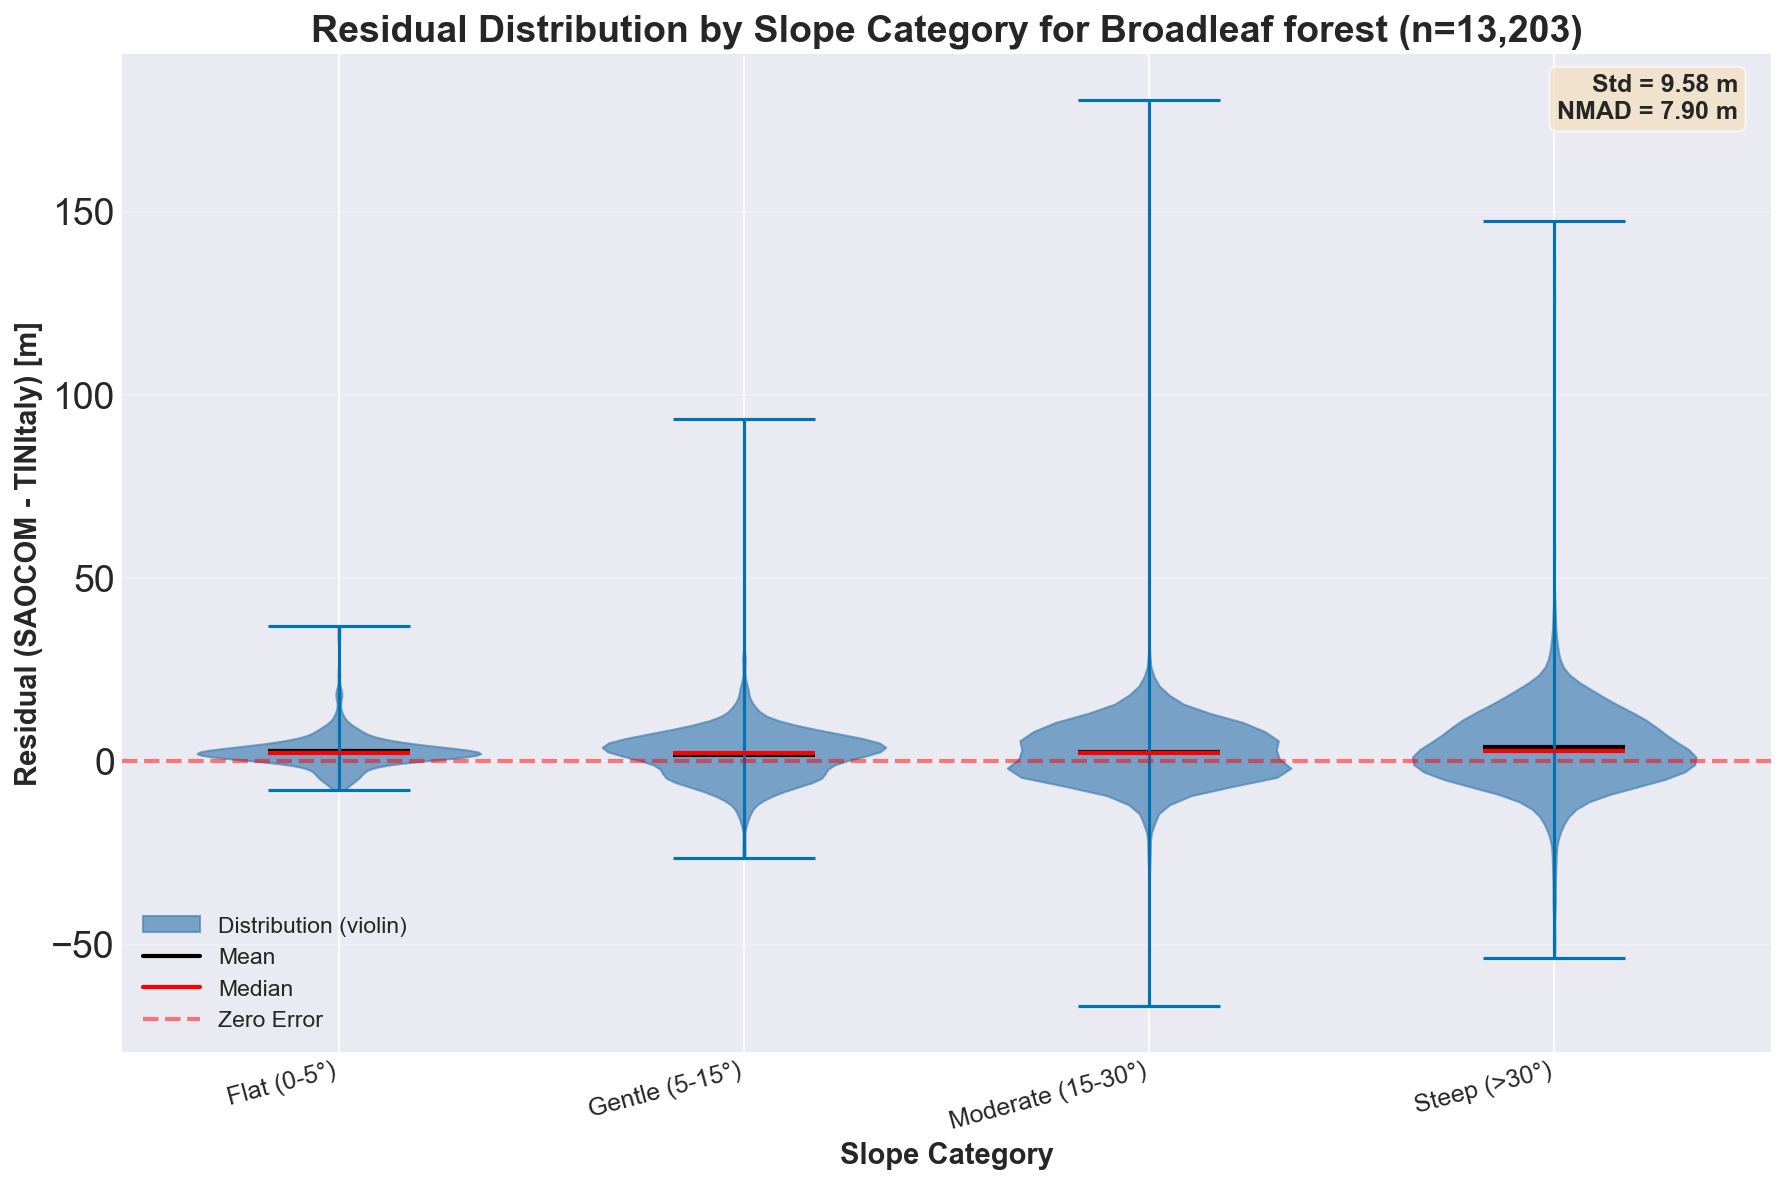 Residual Distribution by Slope Category for Broadleaf forest (n=13,203)
Std = 9.58 m
NMAD = 7.90 m
Residual (SAOCOM - TINItaly) [m]
150
100
50
0
−50
Distribution (violin)
Mean
Median
Zero Error
Flat (0-5°)
Gentle (5-15°)
Moderate (15-30°)
Steep (>30°)
Slope Category